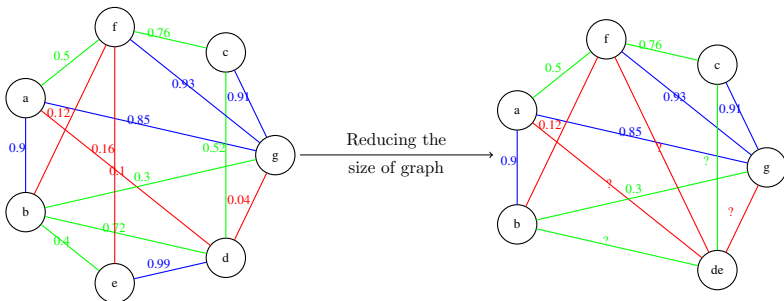 f
0.76
c
0.5
0.93
0.91
a
0.12
0.85
0.9
0.16
0.52
g
0.1
0.3
0.04
b
0.72
0.4
0.99
d
e
Reducing the
size of graph
f
0.76
c
0.5
0.93
0.91
a
0.12
0.85
?
0.9
?
g
?
0.3
b
?
?
de